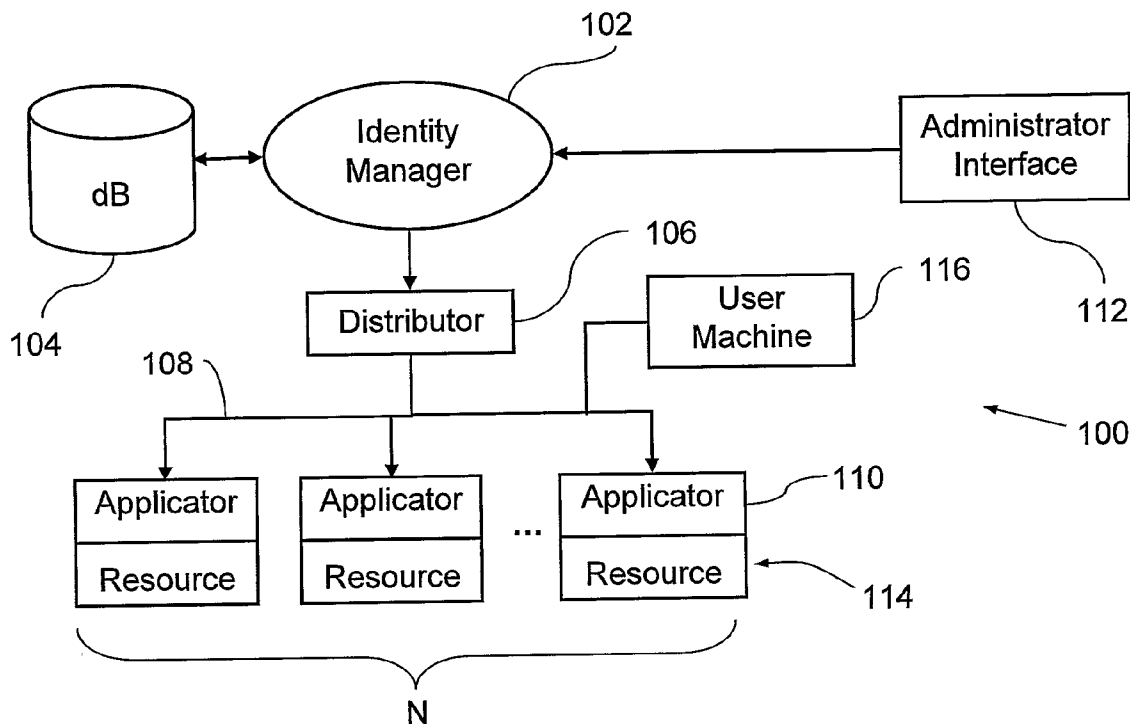 102
Identity
Manager
Administrator
Interface
dB
106
116
104
Distributor
User
Machine
112
108
100
Applicator
Applicator
...
Applicator
110
Resource
Resource
Resource
114
N